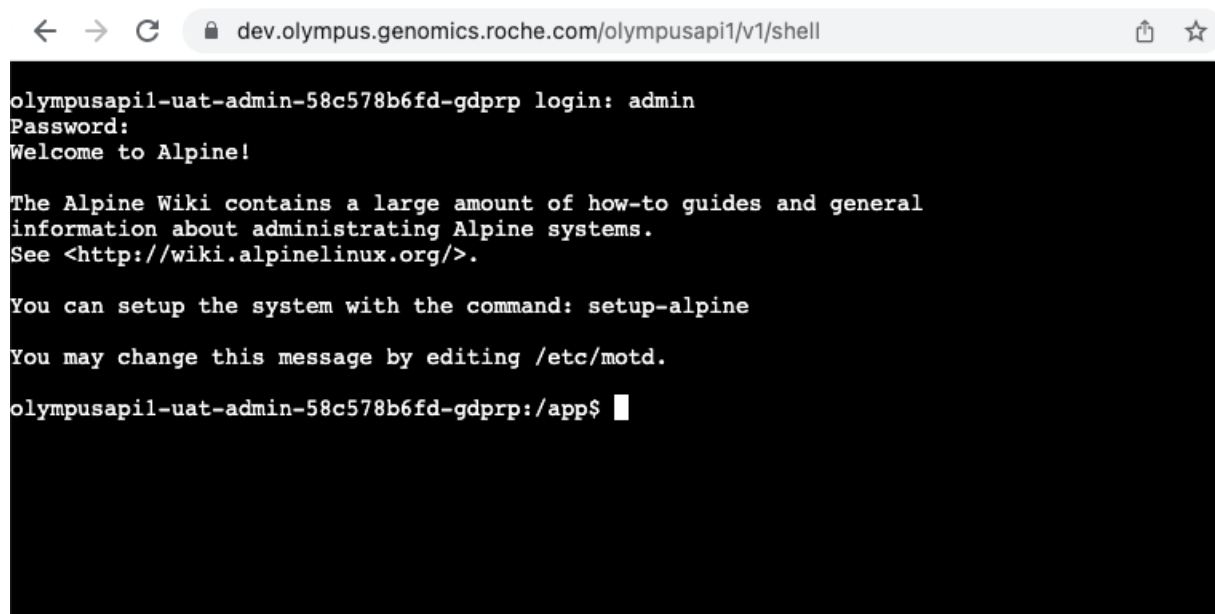 dev.olympus.genomics.roche.com/olympusapi1/v1/shell
olympusapi1-uat-admin-58c578b6fd-gdprp login: admin
Password:
Welcome to Alpine!
The Alpine Wiki contains a large amount of how-to guides and general
information about administrating Alpine systems.
See <http://wiki.alpinelinux.org/>.
You can setup the system with the command: setup-alpine
You may change this message by editing /etc/motd.
olympusapi1-uat-admin-58c578b6fd-gdprp:/app$